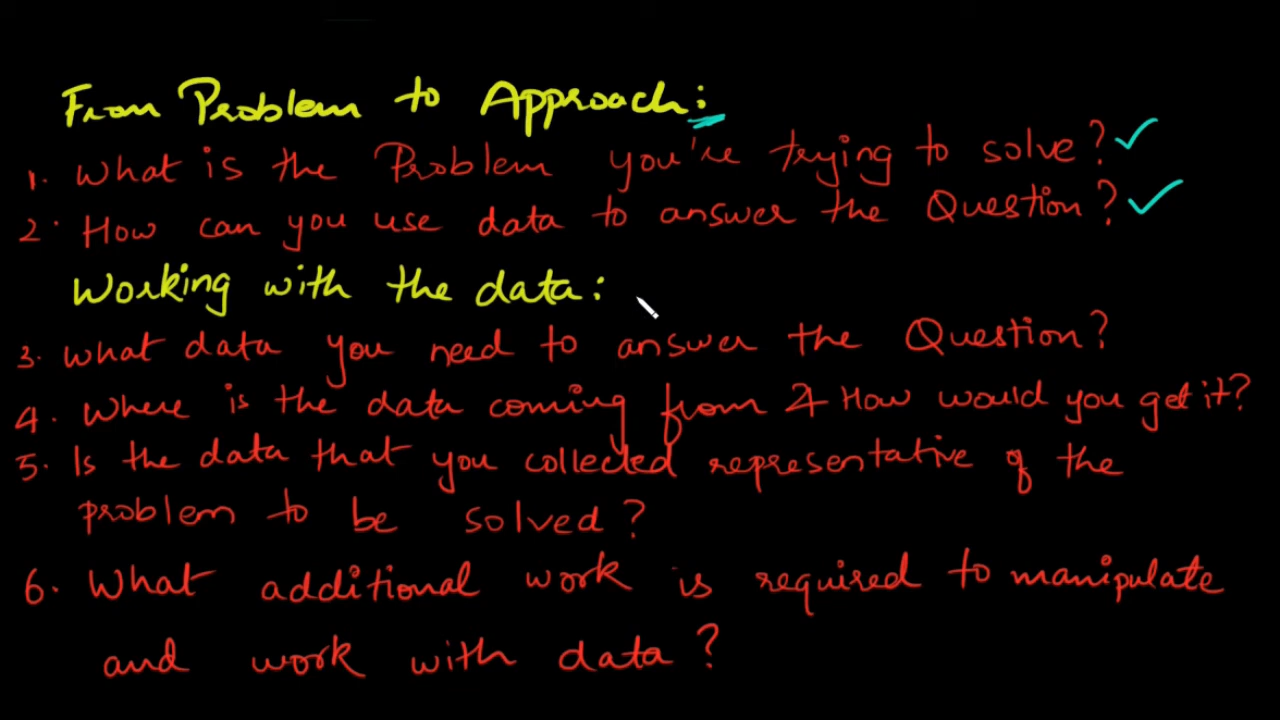 From Problem to Approach:
1. What is the Problem you're trying to solve?
2. How can you use data to answer the Question?
Working with the data:
3. What data you need to answer the Question?
4. Where is the data coming from & How would you get it?
5. Is the data that you collected representative of the
problem to be solved?
6. What additional work is required to manipulate
and work with data?